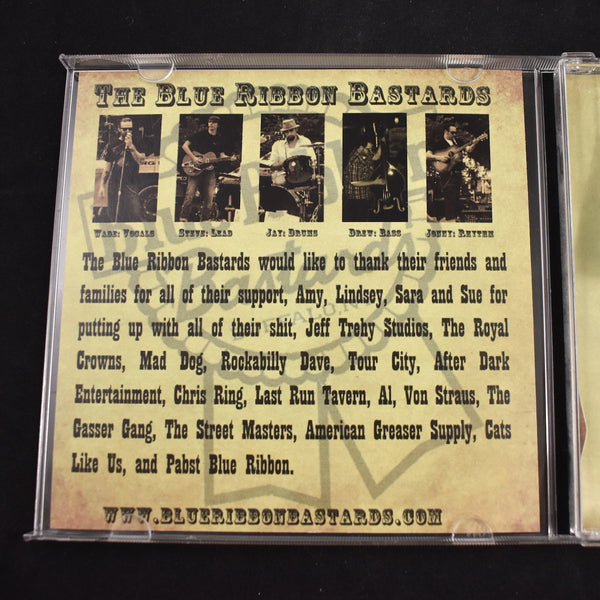 The Blue Ribbon Bastards
Wade: Vocals Steve: Lead Jay: Drums Drew: Bass Jonny: Rhythm
The Blue Ribbon Bastards would like to thank their friends and
families for all of their support, Amy, Lindsey, Sara and Sue for
putting up with all of their shit, Jeff Trehy Studios, The Royal
Crowns, Mad Dog, Rockabilly Dave, Tour City, After Dark
Entertainment, Chris Ring, Last Run Tavern, Al, Von Straus, The
Gasser Gang, The Street Masters, American Greaser Supply, Cats
Like Us, and Pabst Blue Ribbon.
www.blueribbonbastards.com